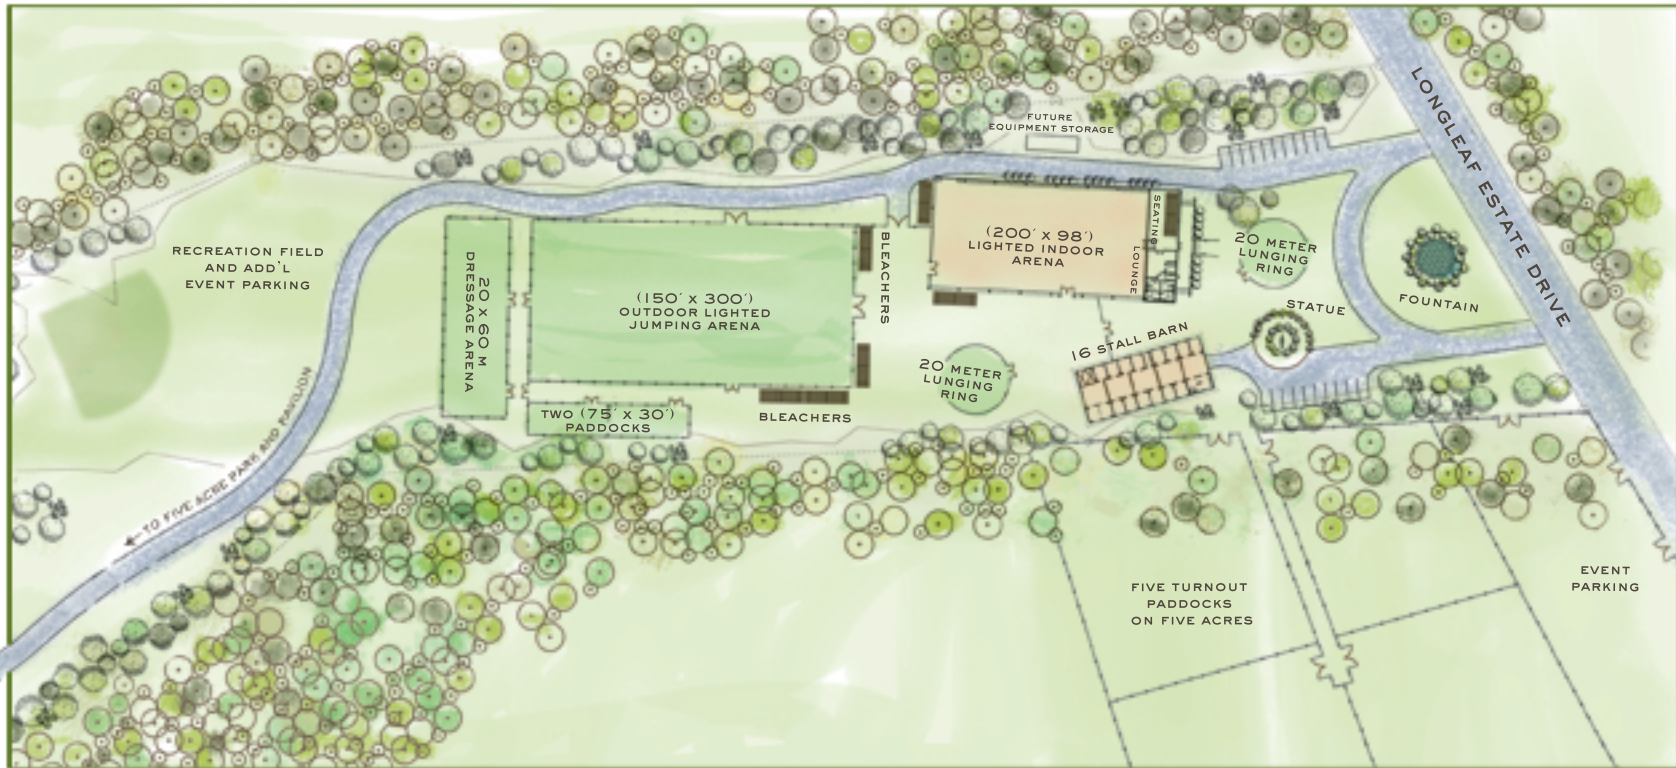 LONGLEAF ESTATE DRIVE
FUTURE
EQUIPMENT STORAGE
RECREATION FIELD
AND ADD'L
EVENT PARKING
20 x 60 M
DRESSAGE ARENA
(150' x 300')
OUTDOOR LIGHTED
JUMPING ARENA
BLEACHERS
(200' x 98')
LIGHTED INDOOR
ARENA
SEATING
LOUNGE
20 METER
LUNGING
RING
STATUE
FOUNTAIN
16 STALL BARN
20 METER
LUNGING
RING
TWO (75' x 30')
PADDOCKS
BLEACHERS
TO FIVE ACRE PARK AND PAVILION
FIVE TURNOUT
PADDOCKS
ON FIVE ACRES
EVENT
PARKING